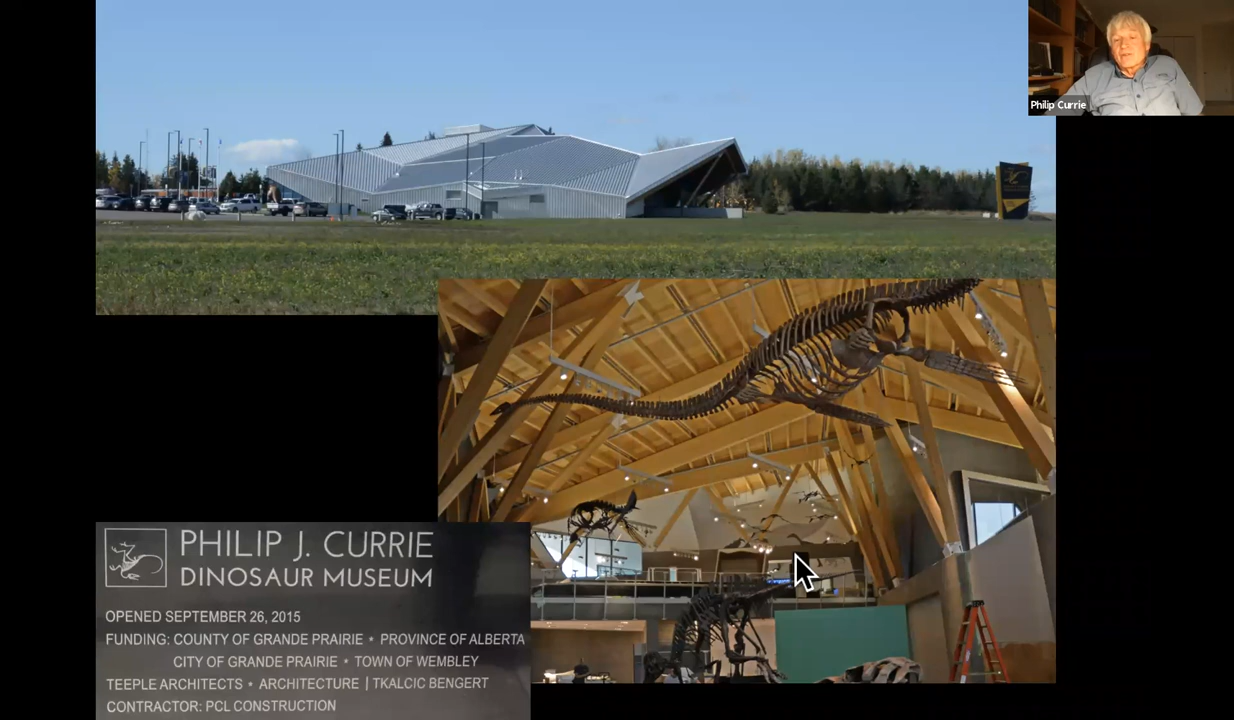 Philip Currie
PHILIP J. CURRIE
DINOSAUR MUSEUM
OPENED SEPTEMBER 26, 2015
FUNDING: COUNTY OF GRANDE PRAIRIE * PROVINCE OF ALBERTA
CITY OF GRANDE PRAIRIE * TOWN OF WEMBLEY
TEEPLE ARCHITECTS * ARCHITECTURE | TKALCIC BENGERT
CONTRACTOR: PCL CONSTRUCTION